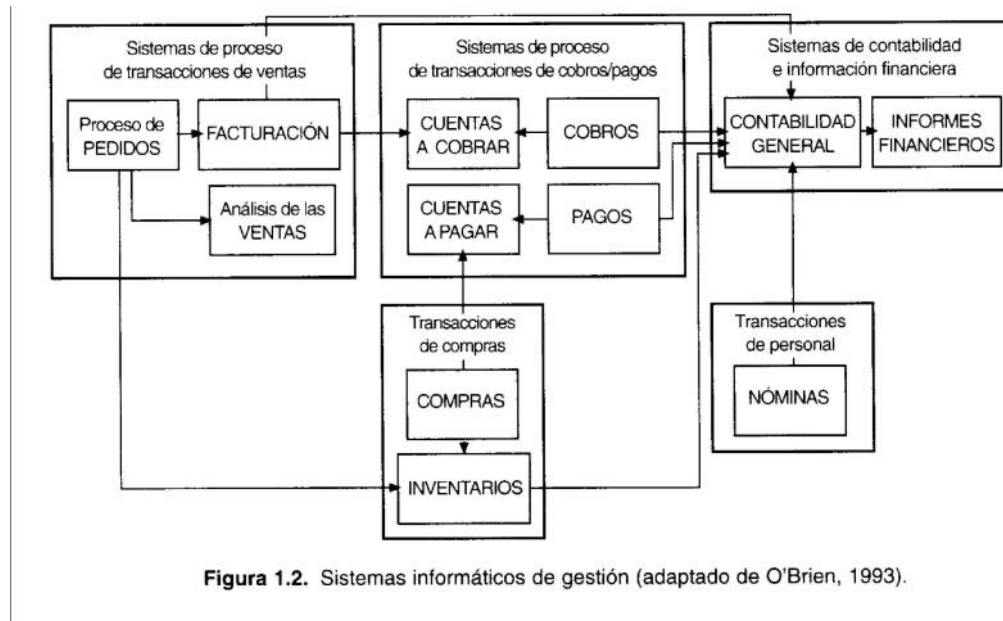 Sistemas de proceso
de transacciones de ventas
Proceso de
PEDIDOS
FACTURACIÓN
Análisis de las
VENTAS
Sistemas de proceso
de transacciones de cobros/pagos
CUENTAS
A COBRAR
COBROS
CUENTAS
A PAGAR
PAGOS
Sistemas de contabilidad
e información financiera
CONTABILIDAD
GENERAL
INFORMES
FINANCIEROS
Transacciones
de compras
COMPRAS
INVENTARIOS
Transacciones
de personal
NÓMINAS
Figura 1.2. Sistemas informáticos de gestión (adaptado de O'Brien, 1993).